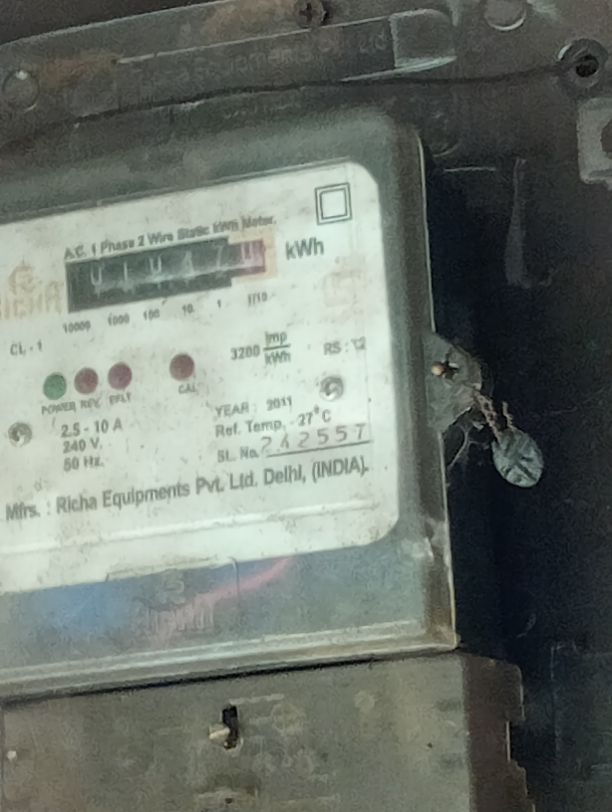 A.C. 1 Phase 2 Wire Static kWh Meter.
kWh
10000 1000 100 10 1 1/10
CL. 1
3200 imp/kWh
RS :
POWER REV. EFLT CAL
2.5 - 10 A
240 V.
50 Hz.
YEAR : 2011
Ref. Temp. - 27°C
SL. No. 242557
Mfrs. : Richa Equipments Pvt. Ltd. Delhi, (INDIA).